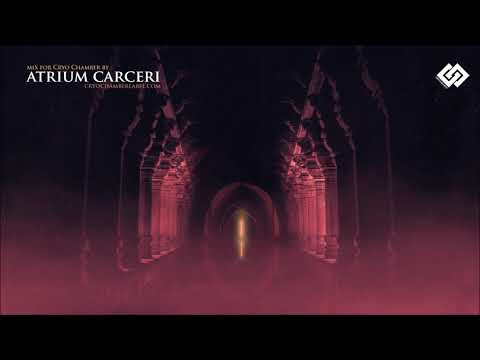 mix for Cryo Chamber by
ATRIUM CARCERI
cryochamberlabel.com